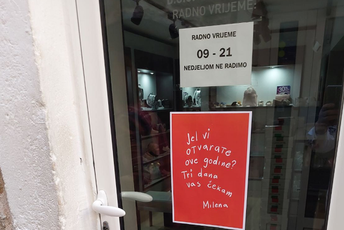 RADNO VRIJEME
RADNO VRIJEME
09 - 21
NEDJELJOM NE RADIMO
Jel vi
otvarate
ove godine?
Tri dana
vas čekam
Milena